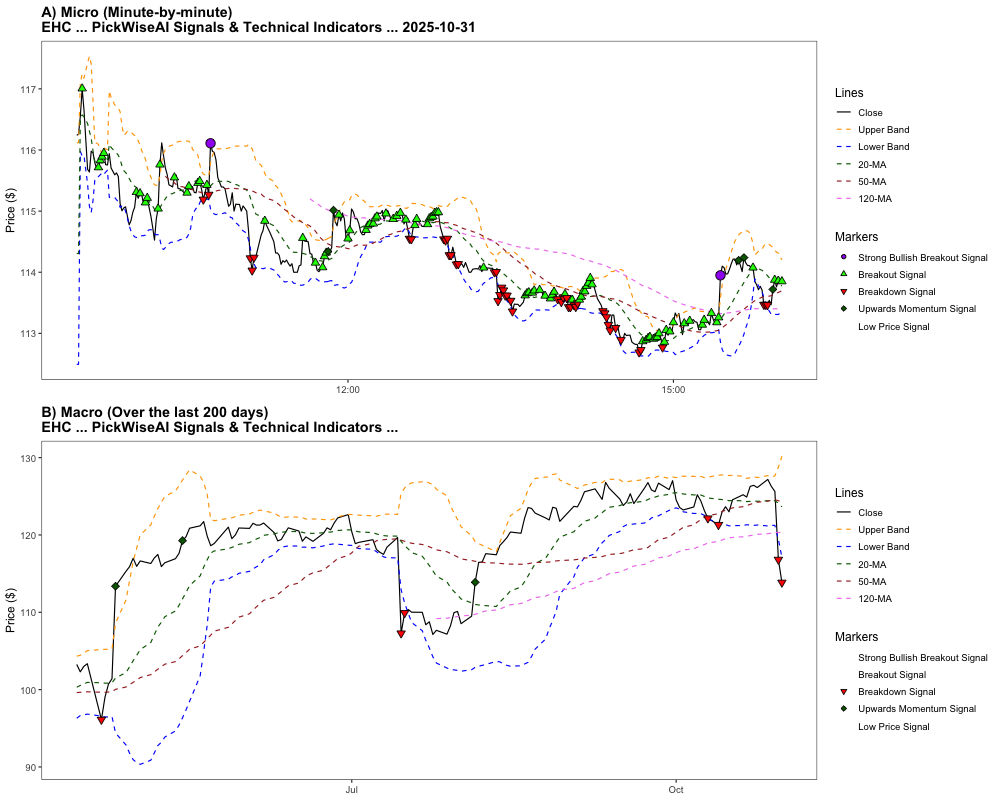 A) Micro (Minute-by-minute)
EHC ... PickWiseAI Signals & Technical Indicators ... 2025-10-31
Price ($)
117
116
115
114
113
12:00
15:00
Lines
Close
Upper Band
Lower Band
20-MA
50-MA
120-MA
Markers
Strong Bullish Breakout Signal
Breakout Signal
Breakdown Signal
Upwards Momentum Signal
Low Price Signal
B) Macro (Over the last 200 days)
EHC ... PickWiseAI Signals & Technical Indicators ...
Price ($)
130
120
110
100
90
Jul
Oct
Lines
Close
Upper Band
Lower Band
20-MA
50-MA
120-MA
Markers
Strong Bullish Breakout Signal
Breakout Signal
Breakdown Signal
Upwards Momentum Signal
Low Price Signal